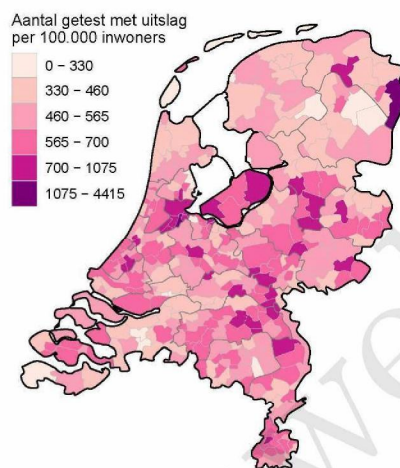 Aantal getest met uitslag
per 100.000 inwoners
0 – 330
330 – 460
460 – 565
565 – 700
700 – 1075
1075 – 4415